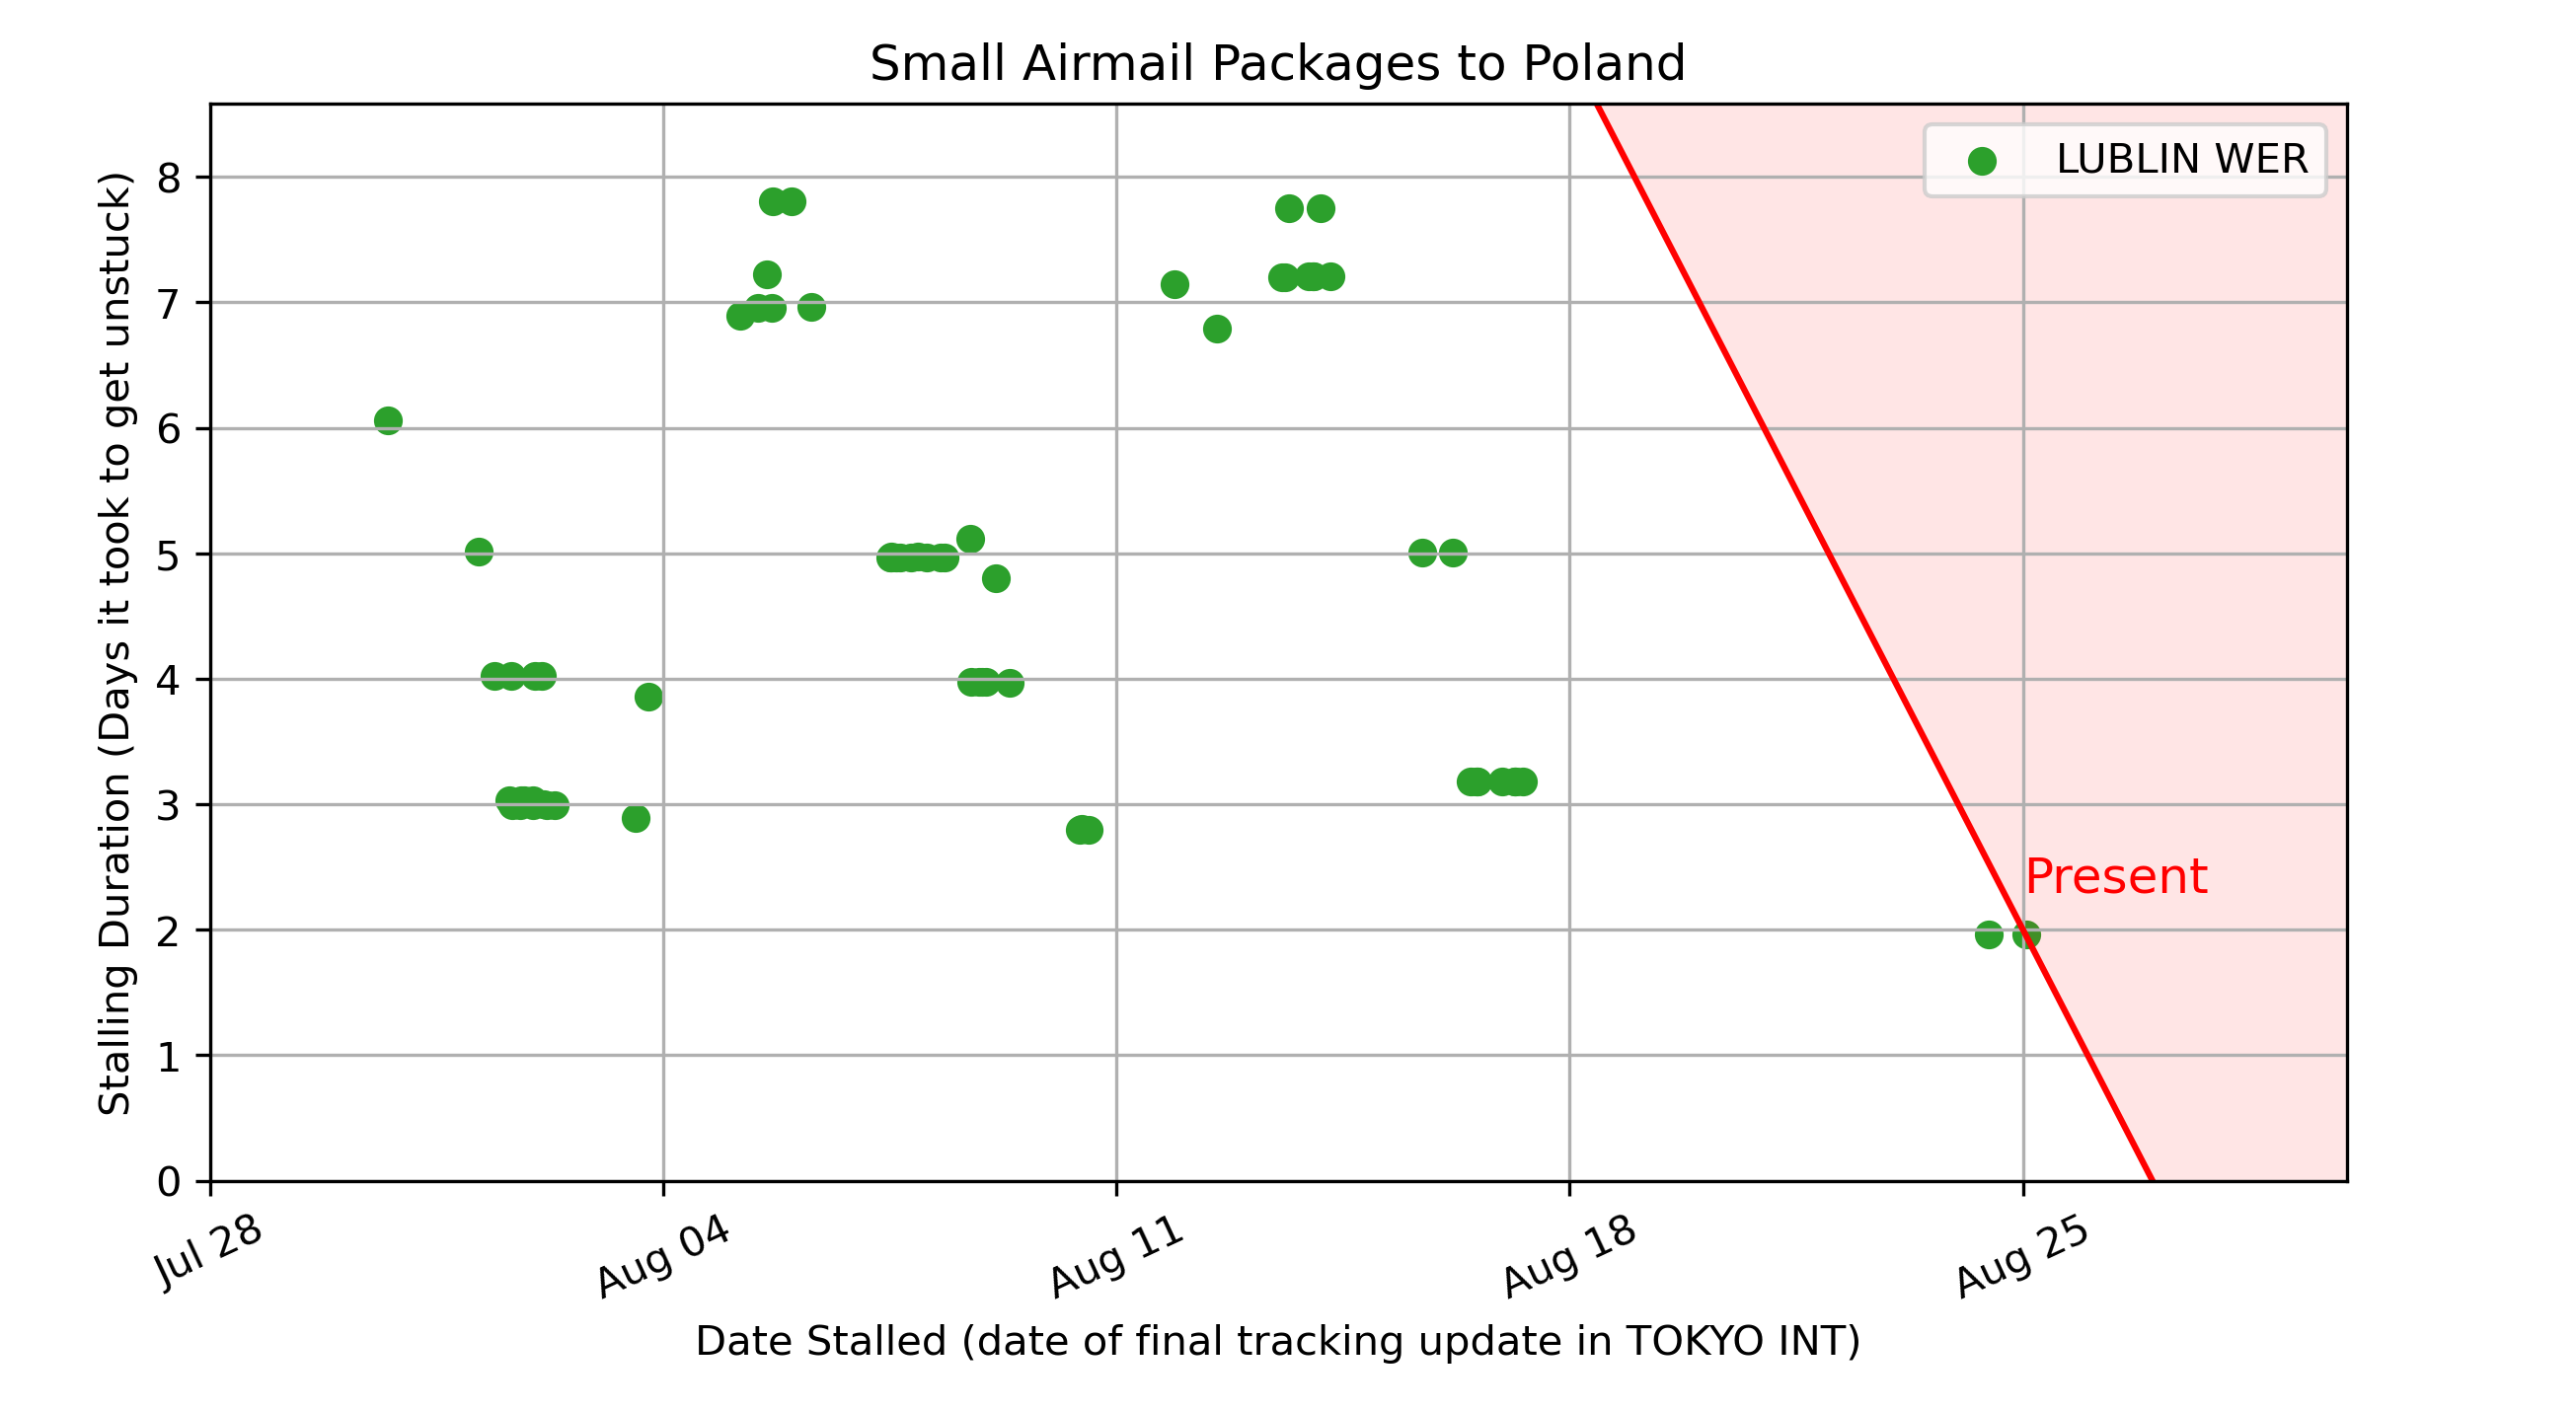 Small Airmail Packages to Poland
LUBLIN WER
Stalling Duration (Days it took to get unstuck)
8
7
6
5
4
3
2
1
0
Present
Jul 28
Aug 04
Aug 11
Aug 18
Aug 25
Date Stalled (date of final tracking update in TOKYO INT)